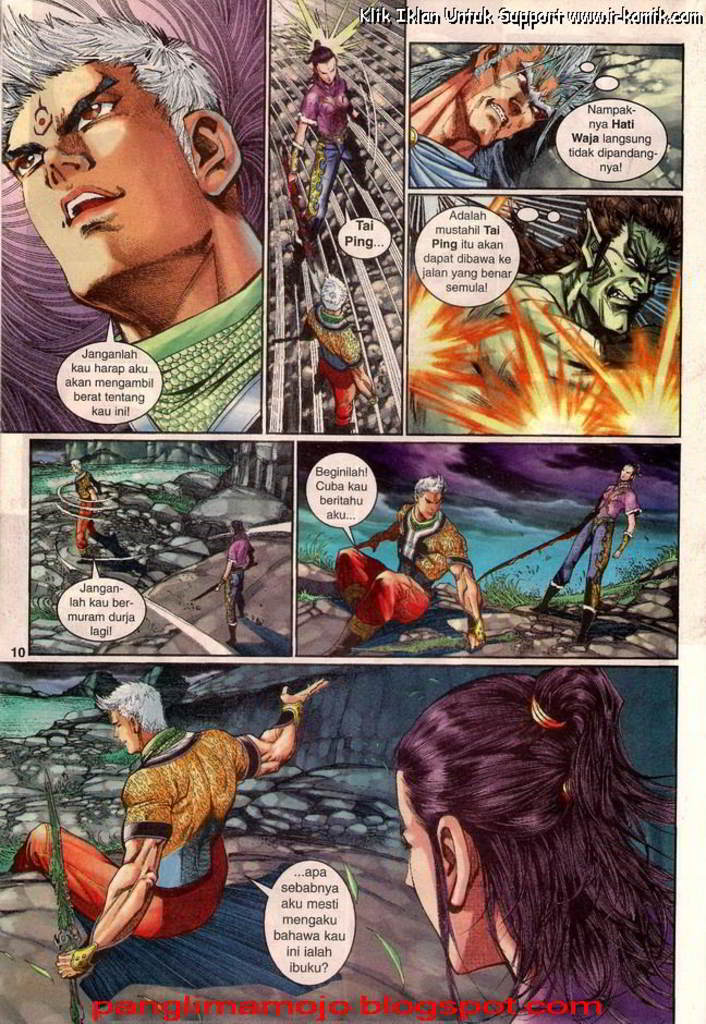 Klik Iklan Untuk Support www.ir-komik.com
Janganlah
kau harap aku
akan mengambil
berat tentang
kau ini!
Tai
Ping...
Nampak-
nya Hati
Waja langsung
tidak dipandang-
nya!
Adalah
mustahil Tai
Ping itu akan
dapat dibawa ke
jalan yang benar
semula!
Jangan-
lah kau ber-
muram durja
lagi!
Beginilah!
Cuba kau
beritahu
aku...
10
...apa
sebabnya
aku mesti
mengaku
bahawa kau
ini ialah
ibuku?
panglimamojo.blogspot.com